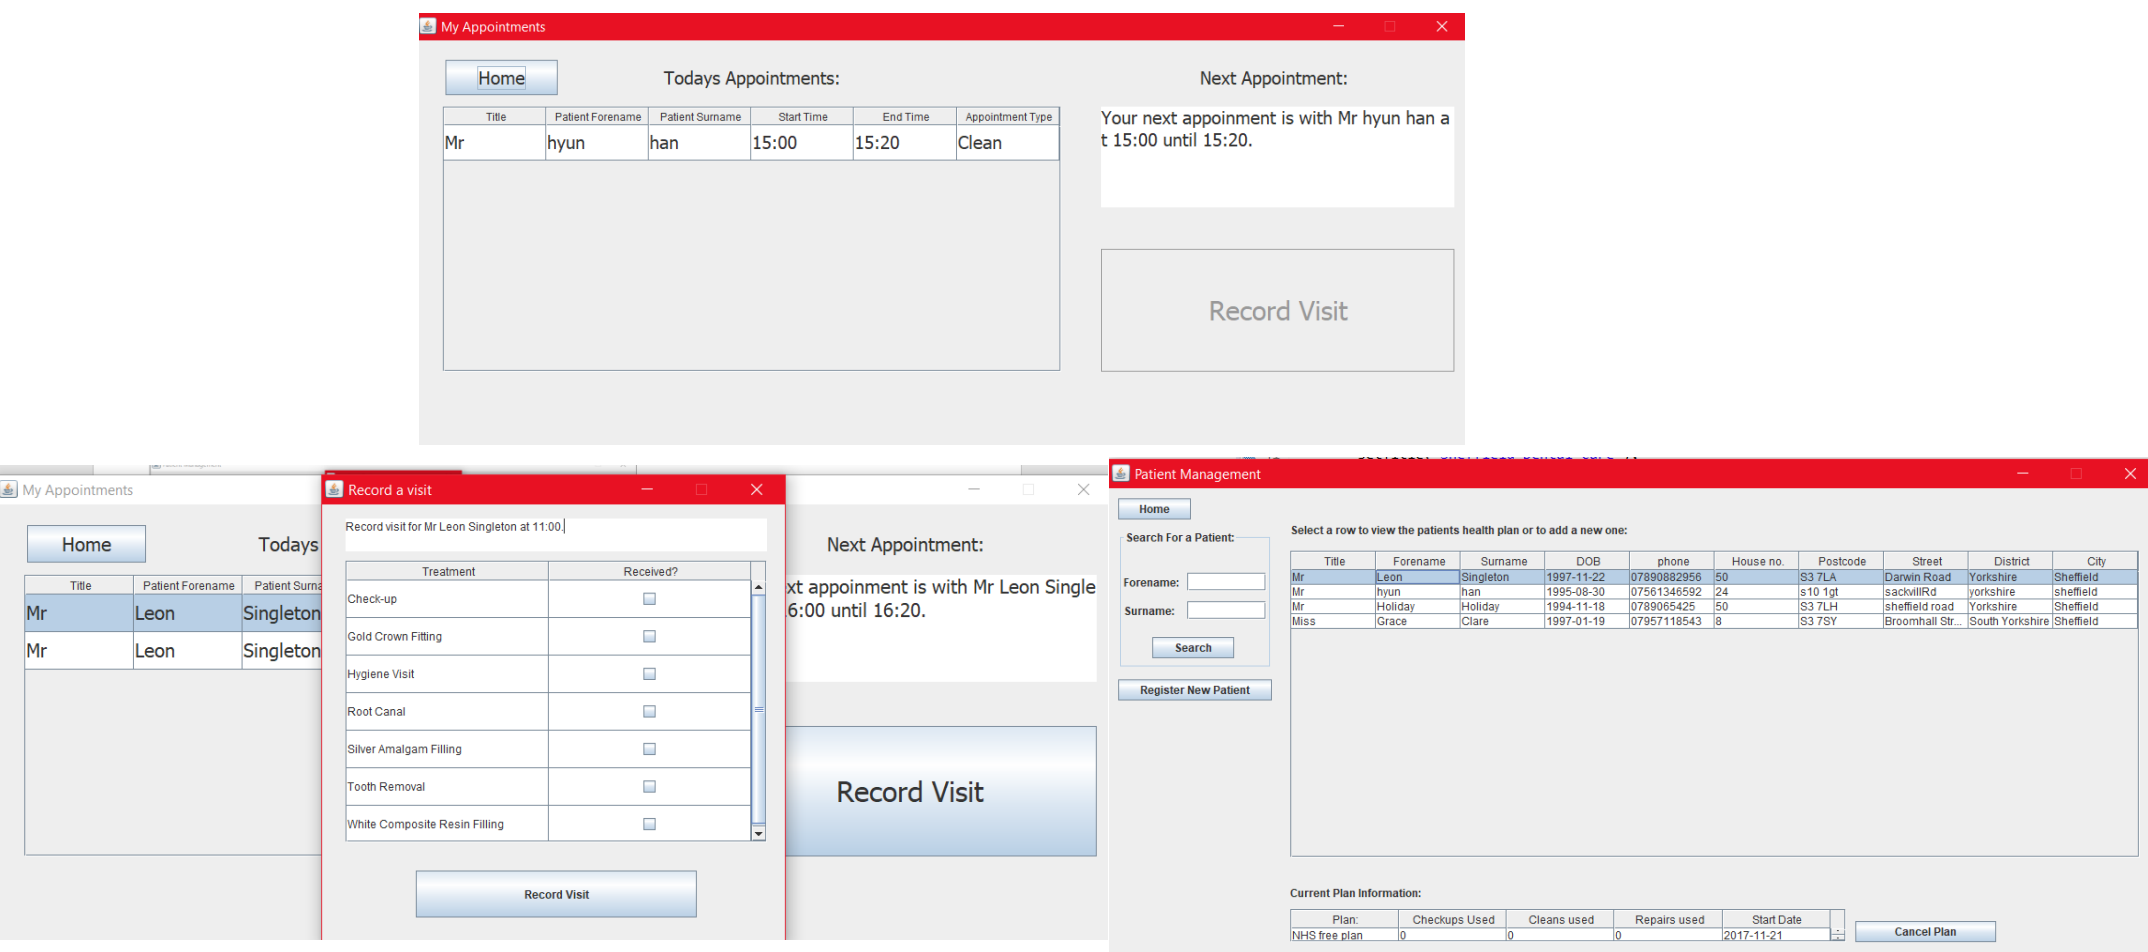 My Appointments
Home Todays Appointments: Next Appointment:
Title Patient Forename Patient Surname Start Time End Time Appointment Type
Mr hyun han 15:00 15:20 Clean
Your next appoinment is with Mr hyun han a
t 15:00 until 15:20.
Record Visit
My Appointments
Home Todays
Title Patient Forename Patient Surna
Mr Leon Singleton
Mr Leon Singleton
Record a visit
Record visit for Mr Leon Singleton at 11:00.
Treatment Received?
Check-up
Gold Crown Fitting
Hygiene Visit
Root Canal
Silver Amalgam Filling
Tooth Removal
White Composite Resin Filling
Record Visit
Next Appointment:
xt appoinment is with Mr Leon Single
6:00 until 16:20.
Record Visit
Patient Management
Home
Search For a Patient:
Forename:
Surname:
Search
Register New Patient
Select a row to view the patients health plan or to add a new one:
Title Forename Surname DOB phone House no. Postcode Street District City
Mr Leon Singleton 1997-11-22 07890882956 50 S3 7LA Darwin Road Yorkshire Sheffield
Mr hyun han 1995-08-30 07561346592 24 s10 1gt sackvillRd yorkshire sheffield
Mr Holiday Holiday 1994-11-18 0789065425 50 S3 7LH sheffield road Yorkshire Sheffield
Miss Grace Clare 1997-01-19 07957118543 8 S3 7SY Broomhall Str... South Yorkshire Sheffield
Current Plan Information:
Plan: Checkups Used Cleans used Repairs used Start Date
NHS free plan 0 0 0 2017-11-21
Cancel Plan